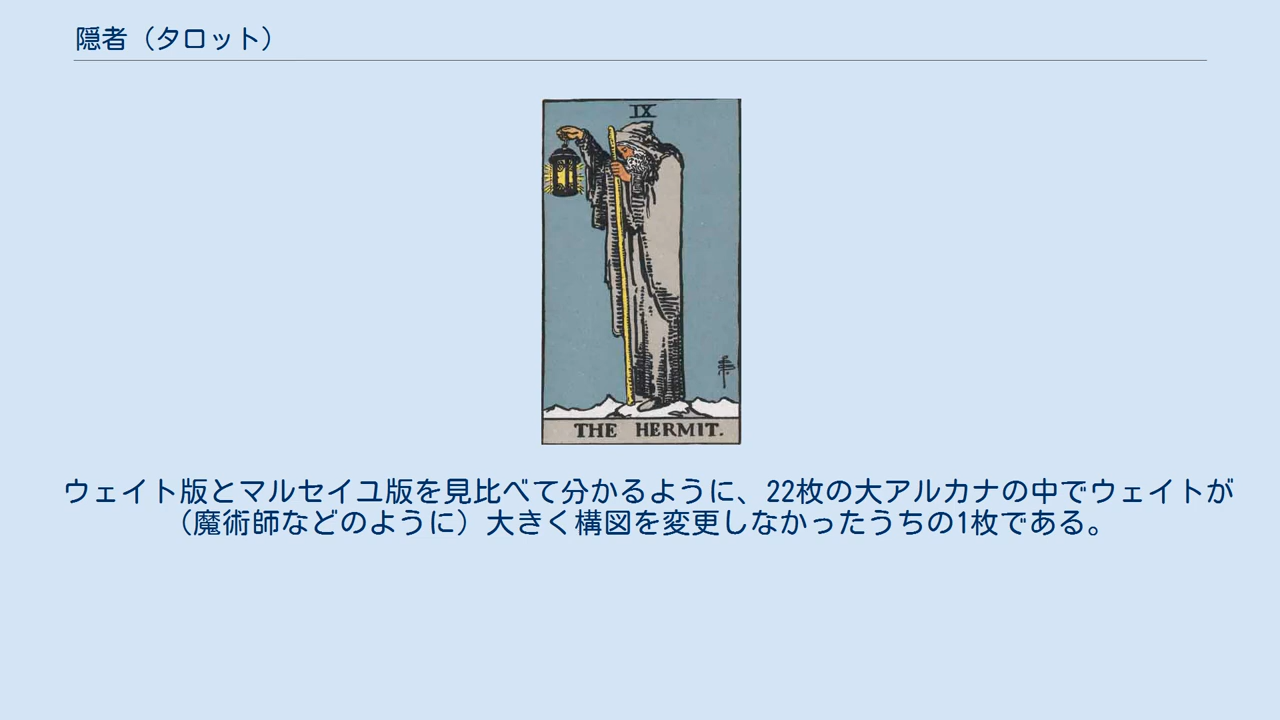 隠者（タロット）
IX
THE HERMIT.
ウェイト版とマルセイユ版を見比べて分かるように、22枚の大アルカナの中でウェイトが
（魔術師などのように）大きく構図を変更しなかったうちの1枚である。